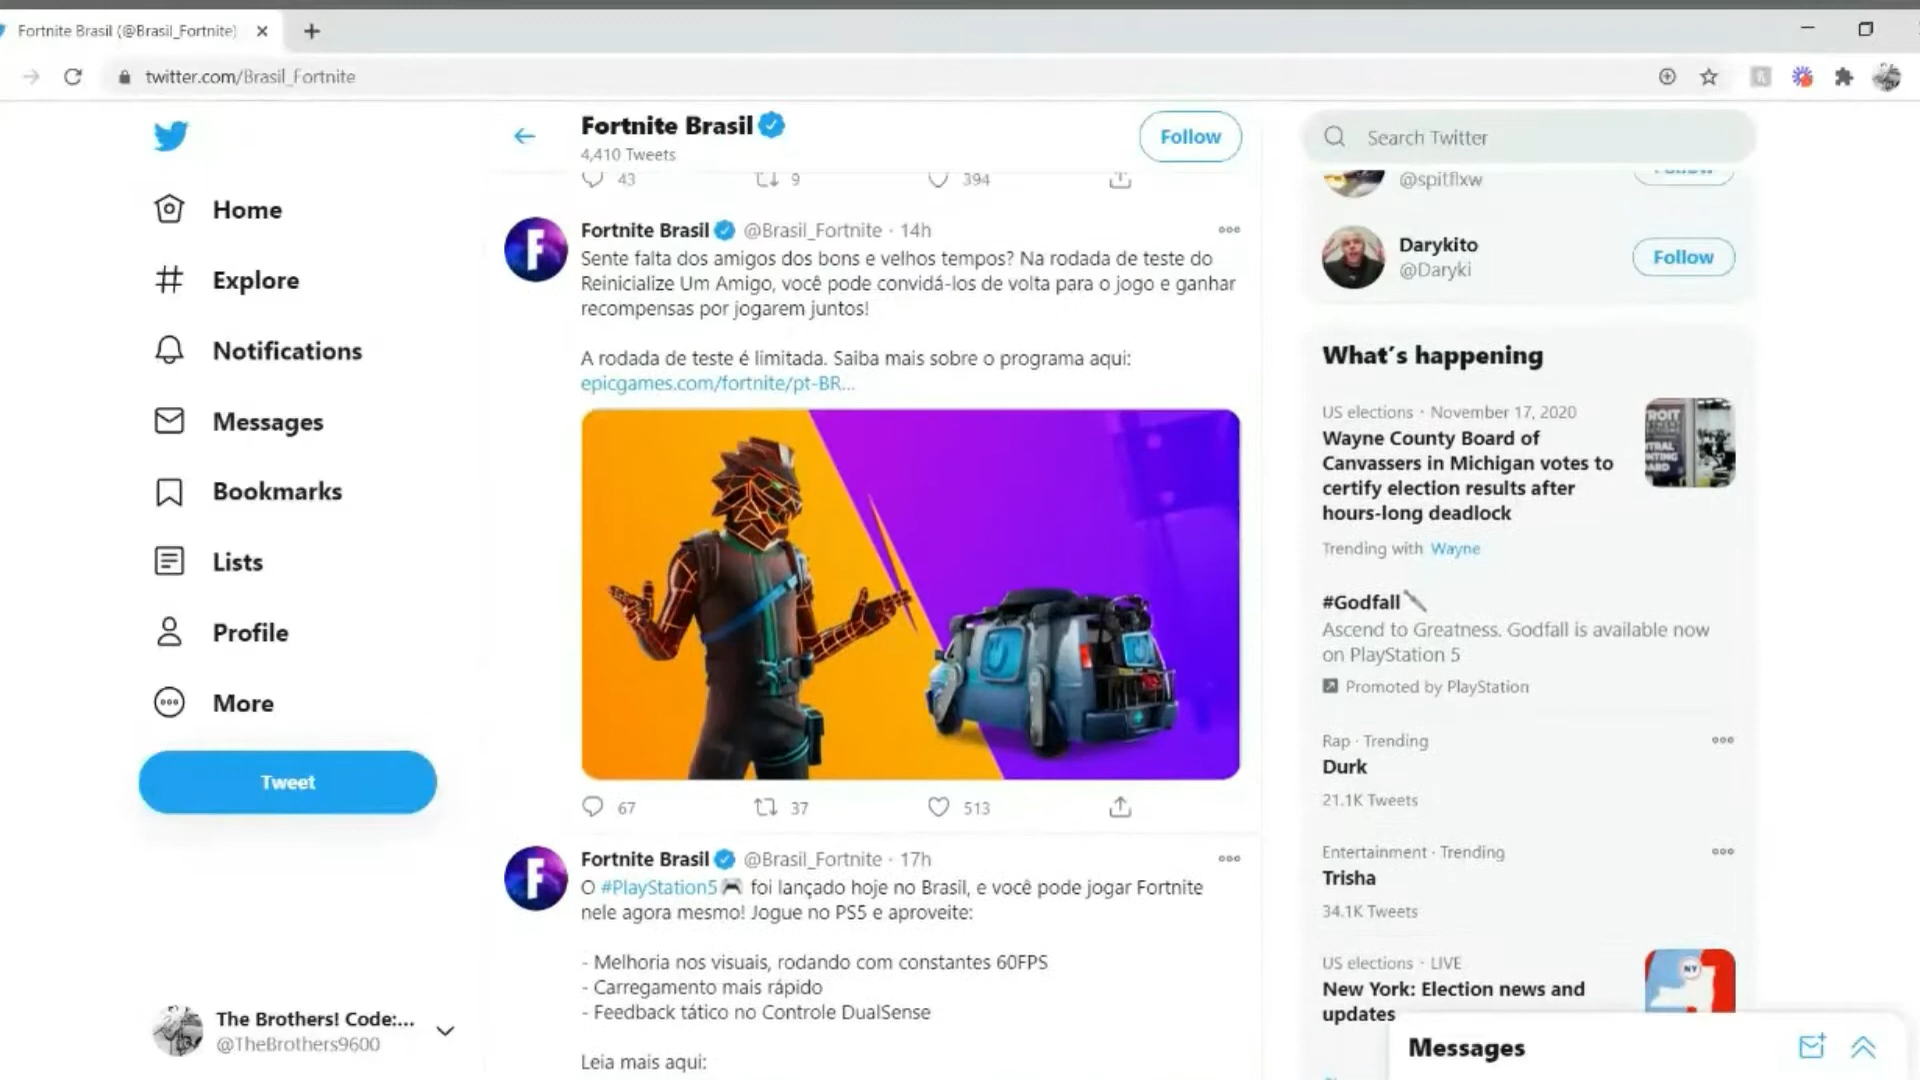 Fortnite Brasil (@Brasil_Fortnite)
twitter.com/Brasil_Fortnite
Home
Explore
Notifications
Messages
Bookmarks
Lists
Profile
More
Tweet
The Brothers! Code:...
@TheBrothers9600
Fortnite Brasil
4,410 Tweets
Follow
43 9 394
Fortnite Brasil @Brasil_Fortnite · 14h
Sente falta dos amigos dos bons e velhos tempos? Na rodada de teste do
Reinicialize Um Amigo, você pode convidá-los de volta para o jogo e ganhar
recompensas por jogarem juntos!
A rodada de teste é limitada. Saiba mais sobre o programa aqui:
epicgames.com/fortnite/pt-BR...
67 37 513
Fortnite Brasil @Brasil_Fortnite · 17h
O #PlayStation5 foi lançado hoje no Brasil, e você pode jogar Fortnite
nele agora mesmo! Jogue no PS5 e aproveite:
- Melhoria nos visuais, rodando com constantes 60FPS
- Carregamento mais rápido
- Feedback tático no Controle DualSense
Leia mais aqui:
Search Twitter
@spitflxw
Darykito
@Daryki
Follow
What's happening
US elections · November 17, 2020
Wayne County Board of
Canvassers in Michigan votes to
certify election results after
hours-long deadlock
Trending with Wayne
#Godfall
Ascend to Greatness. Godfall is available now
on PlayStation 5
Promoted by PlayStation
Rap · Trending
Durk
21.1K Tweets
Entertainment · Trending
Trisha
34.1K Tweets
US elections · LIVE
New York: Election news and
updates
NY
Messages